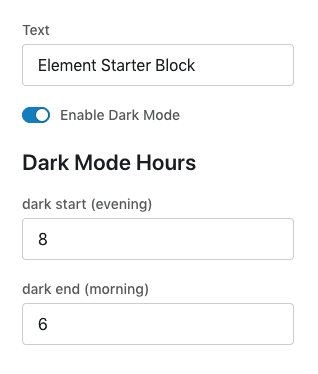 Text
Element Starter Block
Enable Dark Mode
Dark Mode Hours
dark start (evening)
8
dark end (morning)
6